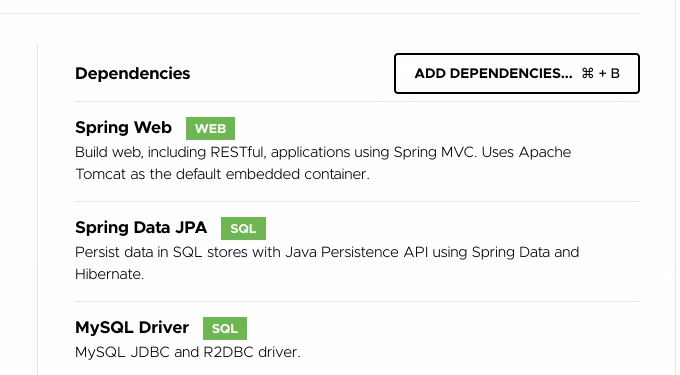 Dependencies
ADD DEPENDENCIES... ⌘ + B
Spring Web WEB
Build web, including RESTful, applications using Spring MVC. Uses Apache
Tomcat as the default embedded container.
Spring Data JPA SQL
Persist data in SQL stores with Java Persistence API using Spring Data and
Hibernate.
MySQL Driver SQL
MySQL JDBC and R2DBC driver.